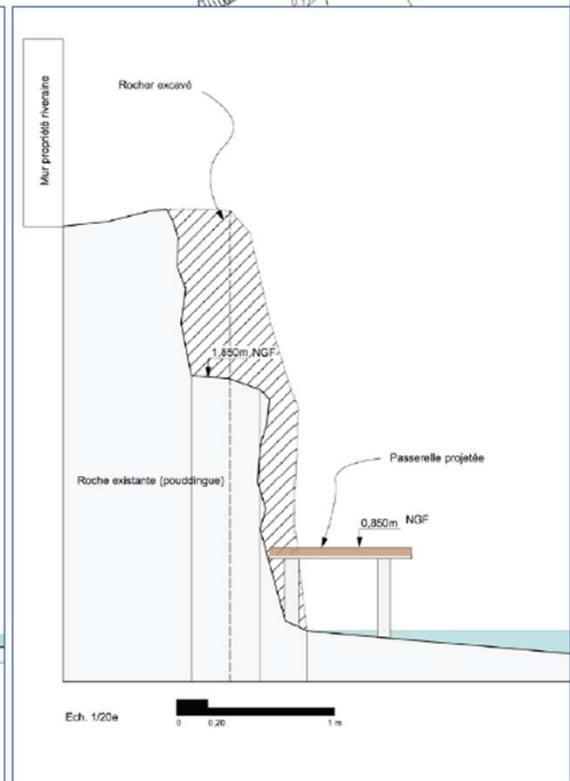 Rocher excavé
Mur propriété riveraine
1,850m NGF
Roche existante (pouddingue)
Passerelle projetée
0,850m NGF
Ech. 1/20e
0 0,20 1 m